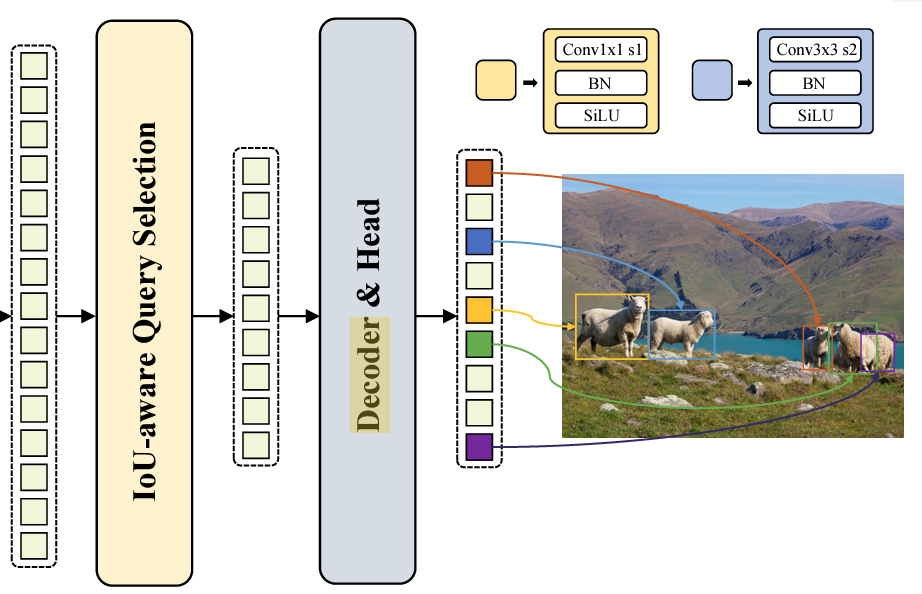 IoU-aware Query Selection
Decoder & Head
Conv1x1 s1
BN
SiLU
Conv3x3 s2
BN
SiLU